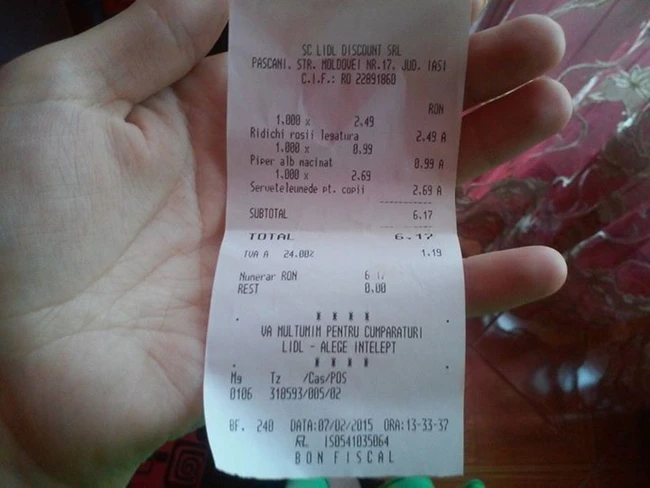 SC LIDL DISCOUNT SRL
PASCANI, STR. MOLDOVEI NR.17, JUD. IASI
C.I.F.: RO 22891860
RON
1.000 x 2.49
Ridichi rosii legatura 2.49 A
1.000 x 0.99
Piper alb macinat 0.99 A
1.000 x 2.69
Serveteleumede pt. copii 2.69 A
SUBTOTAL 6.17
TOTAL 6.17
TVA A 24.00% 1.19
Numerar RON 6
REST 0.00
* * * *
VA MULTUMIM PENTRU CUMPARATURI
LIDL - ALEGE INTELEPT
* * * *
Mg Tz /Cas/POS
0106 318593/005/02
BF. 240 DATA:07/02/2015 ORA:13-33-37
IS0541035064
BON FISCAL